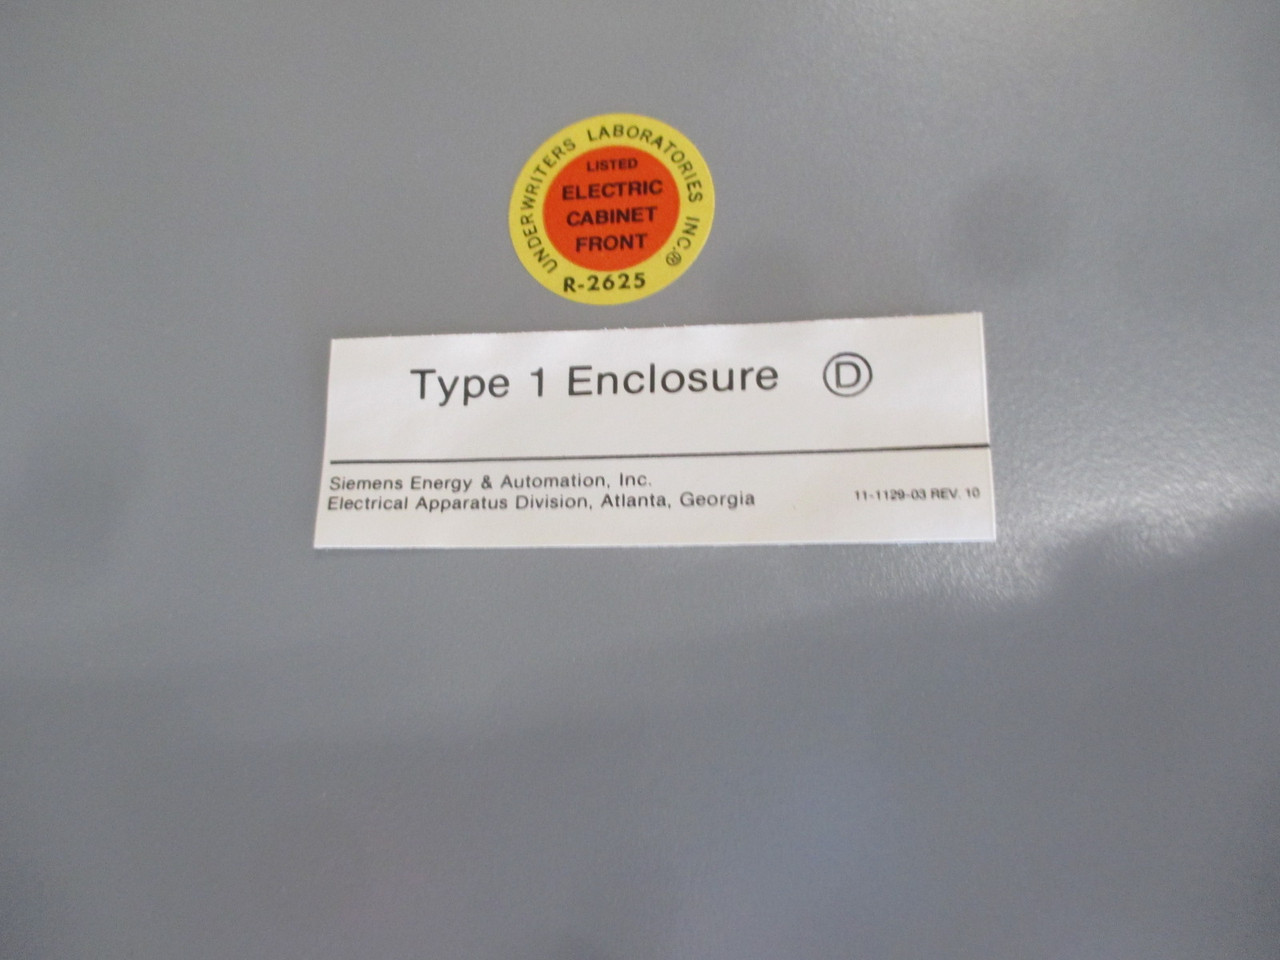 UNDERWRITERS LABORATORIES INC.®
LISTED
ELECTRIC
CABINET
FRONT
R-2625
Type 1 Enclosure Ⓓ
Siemens Energy & Automation, Inc.
Electrical Apparatus Division, Atlanta, Georgia
11-1129-03 REV. 10